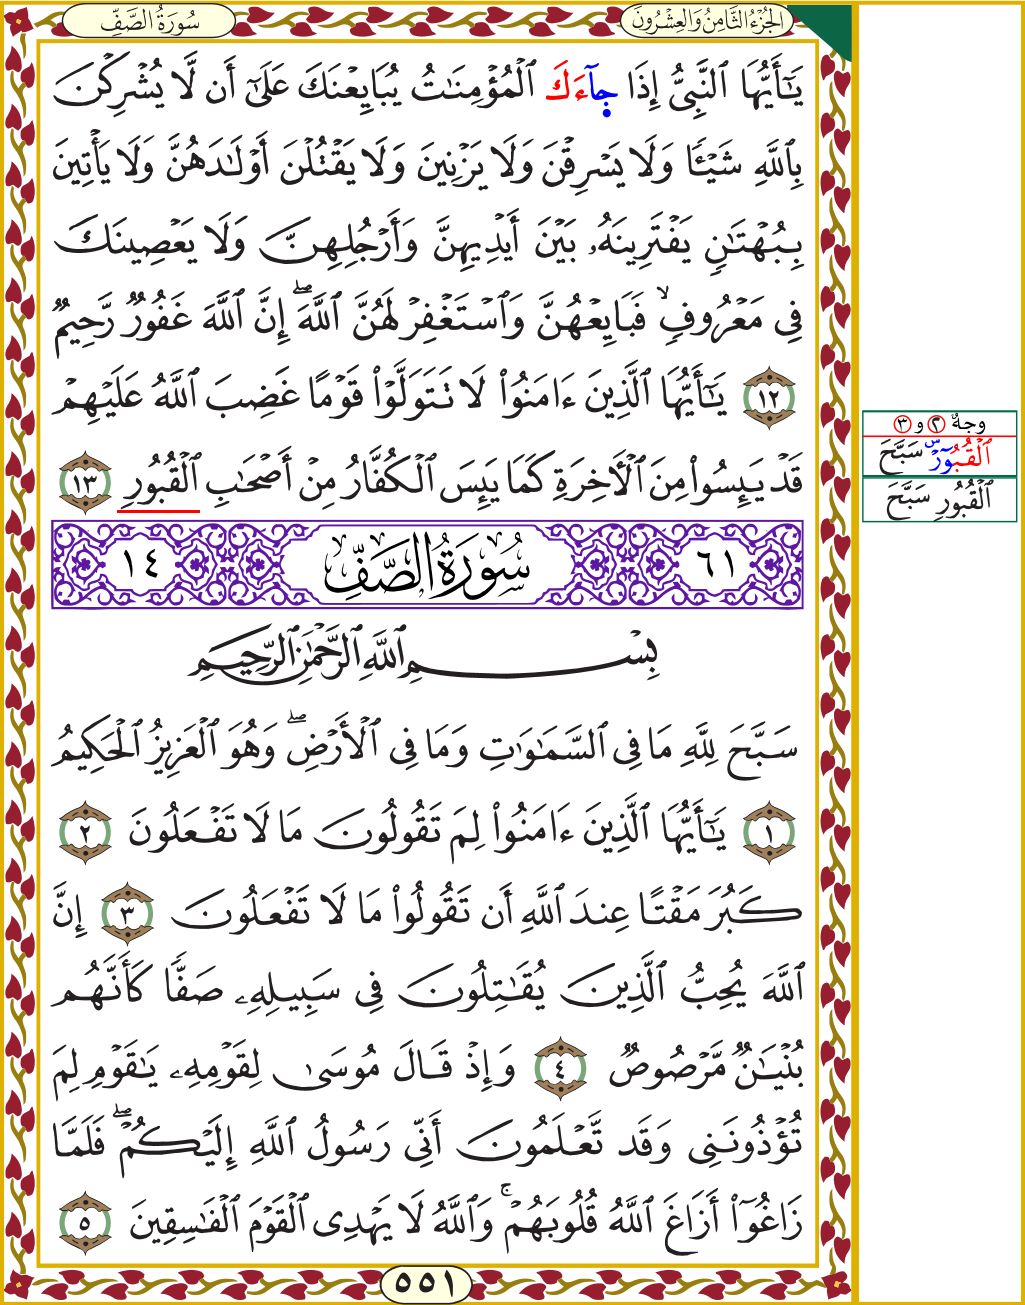 سُورَةُ الصَّفِّ
الجُزْءُ الثَّامِنُ وَالعِشْرُونَ
يَـٰٓأَيُّهَا ٱلنَّبِىُّ إِذَا جَآءَكَ ٱلْمُؤْمِنَـٰتُ يُبَايِعْنَكَ عَلَىٰٓ أَن لَّا يُشْرِكْنَ
بِٱللَّهِ شَيْـًٔا وَلَا يَسْرِقْنَ وَلَا يَزْنِينَ وَلَا يَقْتُلْنَ أَوْلَـٰدَهُنَّ وَلَا يَأْتِينَ
بِبُهْتَـٰنٍ يَفْتَرِينَهُۥ بَيْنَ أَيْدِيهِنَّ وَأَرْجُلِهِنَّ وَلَا يَعْصِينَكَ
فِى مَعْرُوفٍ ۙ فَبَايِعْهُنَّ وَٱسْتَغْفِرْ لَهُنَّ ٱللَّهَ ۖ إِنَّ ٱللَّهَ غَفُورٌ رَّحِيمٌ
١٢ يَـٰٓأَيُّهَا ٱلَّذِينَ ءَامَنُوا۟ لَا تَتَوَلَّوْا۟ قَوْمًا غَضِبَ ٱللَّهُ عَلَيْهِمْ
قَدْ يَئِسُوا۟ مِنَ ٱلْـَٔاخِرَةِ كَمَا يَئِسَ ٱلْكُفَّارُ مِنْ أَصْحَـٰبِ ٱلْقُبُورِ ١٣
٦١ سُورَةُ الصَّفِّ ١٤
بِسْمِ ٱللَّهِ ٱلرَّحْمَـٰنِ ٱلرَّحِيمِ
سَبَّحَ لِلَّهِ مَا فِى ٱلسَّمَـٰوَٰتِ وَمَا فِى ٱلْأَرْضِ ۖ وَهُوَ ٱلْعَزِيزُ ٱلْحَكِيمُ
١ يَـٰٓأَيُّهَا ٱلَّذِينَ ءَامَنُوا۟ لِمَ تَقُولُونَ مَا لَا تَفْعَلُونَ ٢
كَبُرَ مَقْتًا عِندَ ٱللَّهِ أَن تَقُولُوا۟ مَا لَا تَفْعَلُونَ ٣ إِنَّ
ٱللَّهَ يُحِبُّ ٱلَّذِينَ يُقَـٰتِلُونَ فِى سَبِيلِهِۦ صَفًّا كَأَنَّهُم
بُنْيَـٰنٌ مَّرْصُوصٌ ٤ وَإِذْ قَالَ مُوسَىٰ لِقَوْمِهِۦ يَـٰقَوْمِ لِمَ
تُؤْذُونَنِى وَقَد تَّعْلَمُونَ أَنِّى رَسُولُ ٱللَّهِ إِلَيْكُمْ ۖ فَلَمَّا
زَاغُوٓا۟ أَزَاغَ ٱللَّهُ قُلُوبَهُمْ ۚ وَٱللَّهُ لَا يَهْدِى ٱلْقَوْمَ ٱلْفَـٰسِقِينَ ٥
٥٥١
وجهٌ ٢ و ٣
ٱلْقُبُورِ سَبَّحَ
ٱلْقُبُورِ سَبَّحَ